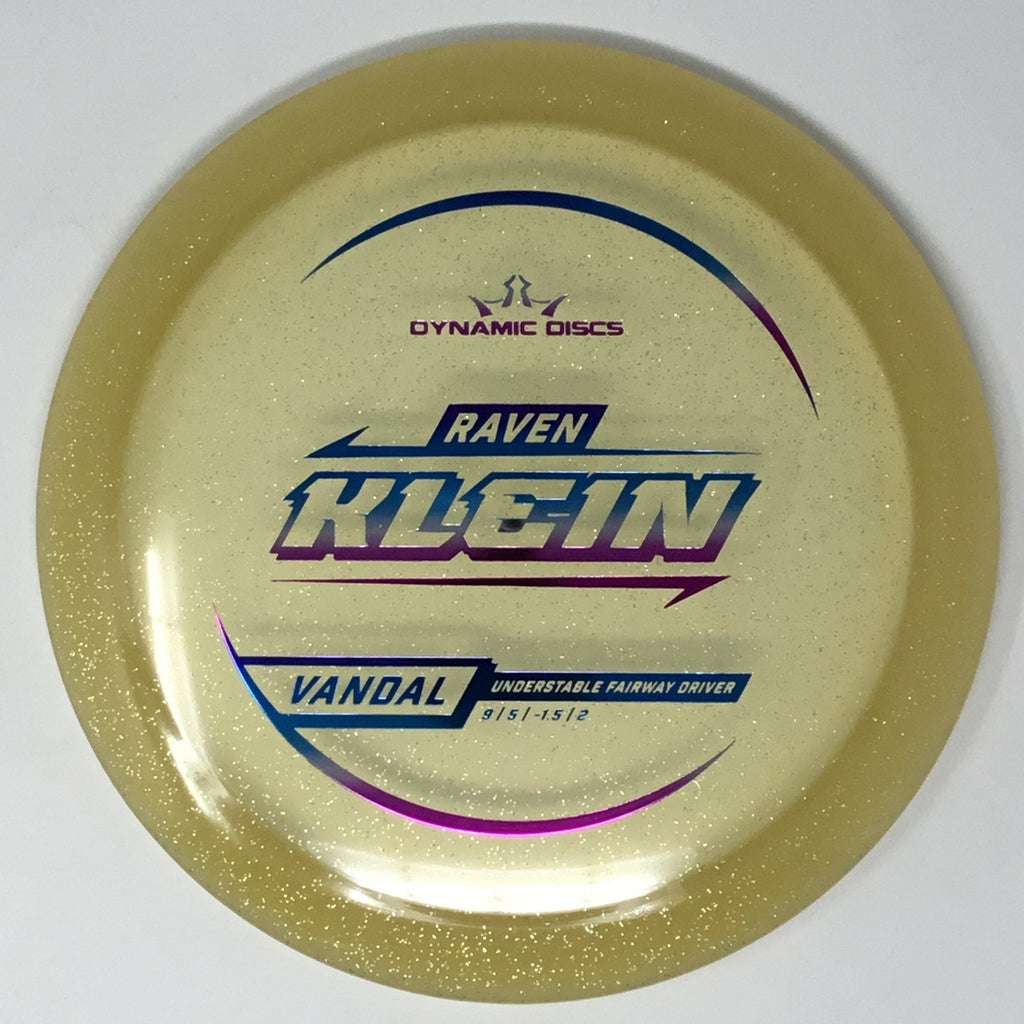 DYNAMIC DISCS
RAVEN
KLEIN
VANDAL
UNDERSTABLE FAIRWAY DRIVER
9 | 5 | -1.5 | 2